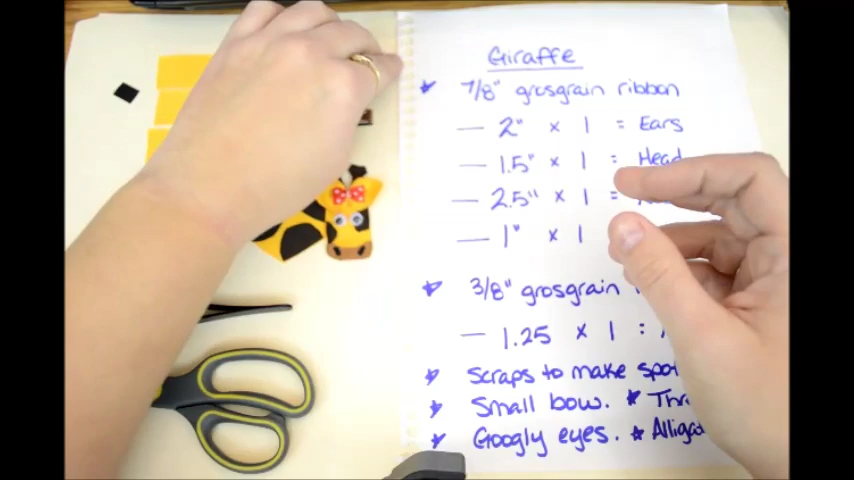 Giraffe
7/8" grosgrain ribbon
— 2" x 1 = Ears
— 1.5" x 1 = Head
— 2.5" x 1 =
— 1" x 1
3/8" grosgrain
— 1.25 x 1 =
Scraps to make
Small bow.
Googly eyes.